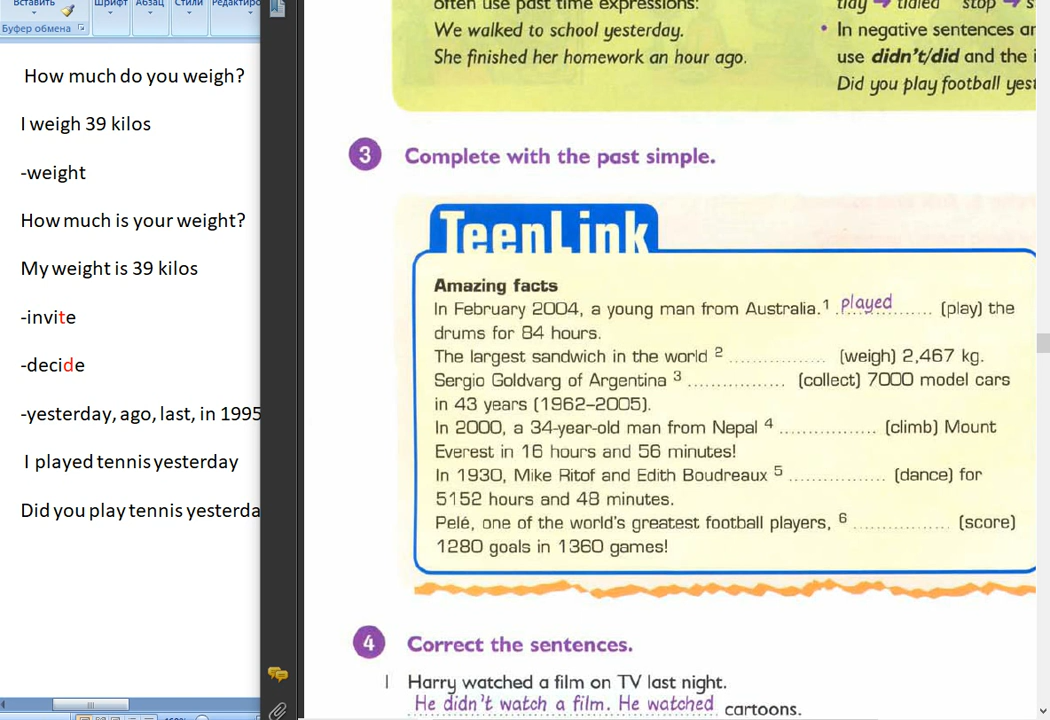 Вставить
Шрифт
Абзац
Стили
Редактиро
Буфер обмена
How much do you weigh?
I weigh 39 kilos
-weight
How much is your weight?
My weight is 39 kilos
-invite
-decide
-yesterday, ago, last, in 1995
I played tennis yesterday
Did you play tennis yesterda
often use past time expressions:
We walked to school yesterday.
She finished her homework an hour ago.
tidy → tidied stop → s
• In negative sentences an
use didn't/did and the i
Did you play football yest
3 Complete with the past simple.
TeenLink
Amazing facts
In February 2004, a young man from Australia.1 played (play) the
drums for 84 hours.
The largest sandwich in the world 2 ................ (weigh) 2,467 kg.
Sergio Goldvarg of Argentina 3 ................ (collect) 7000 model cars
in 43 years (1962–2005).
In 2000, a 34-year-old man from Nepal 4 ................ (climb) Mount
Everest in 16 hours and 56 minutes!
In 1930, Mike Ritof and Edith Boudreaux 5 ................ (dance) for
5152 hours and 48 minutes.
Pelé, one of the world's greatest football players, 6 ................ (score)
1280 goals in 1360 games!
4 Correct the sentences.
1 Harry watched a film on TV last night.
He didn't watch a film. He watched cartoons.